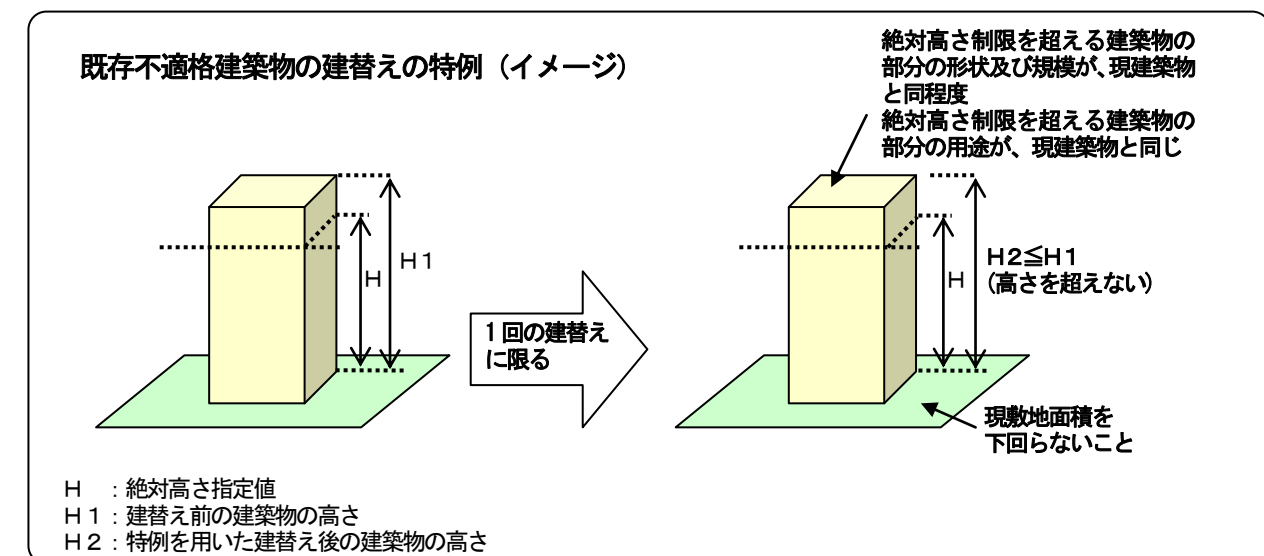 既存不適格建築物の建替えの特例（イメージ）
絶対高さ制限を超える建築物の
部分の形状及び規模が、現建築物
と同程度
絶対高さ制限を超える建築物の
部分の用途が、現建築物と同じ
H
H1
1回の建替え
に限る
H
H2≦H1
（高さを超えない）
現敷地面積を
下回らないこと
H　：絶対高さ指定値
H1：建替え前の建築物の高さ
H2：特例を用いた建替え後の建築物の高さ